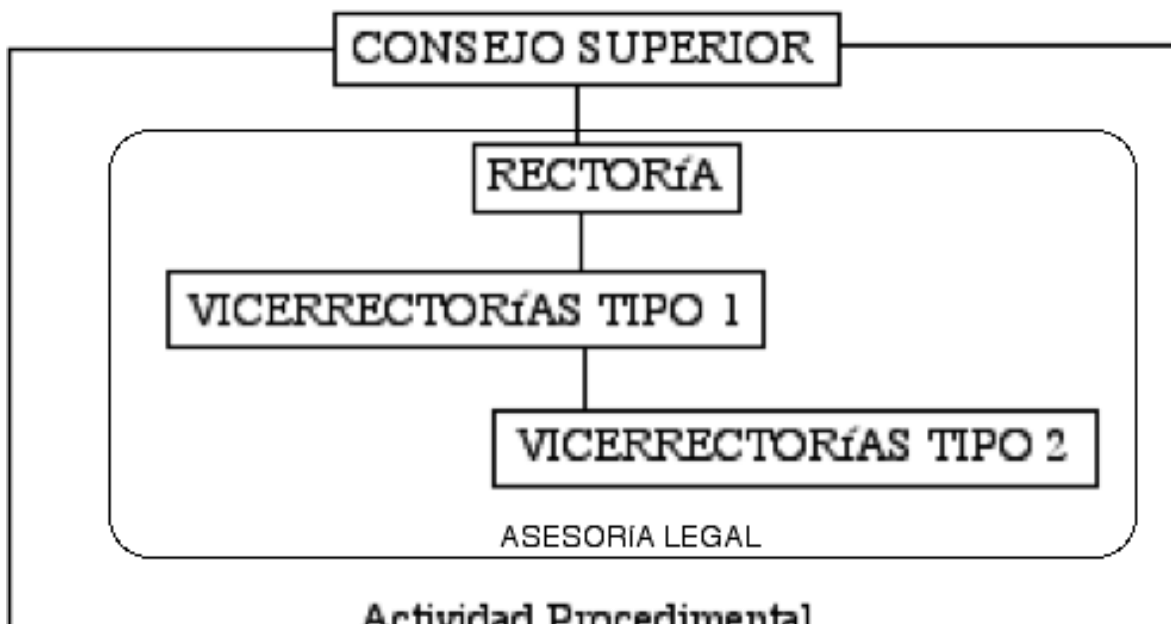 CONSEJO SUPERIOR
RECTORíA
VICERRECTORíAS TIPO 1
VICERRECTORíAS TIPO 2
ASESORíA LEGAL
Actividad Procedimental